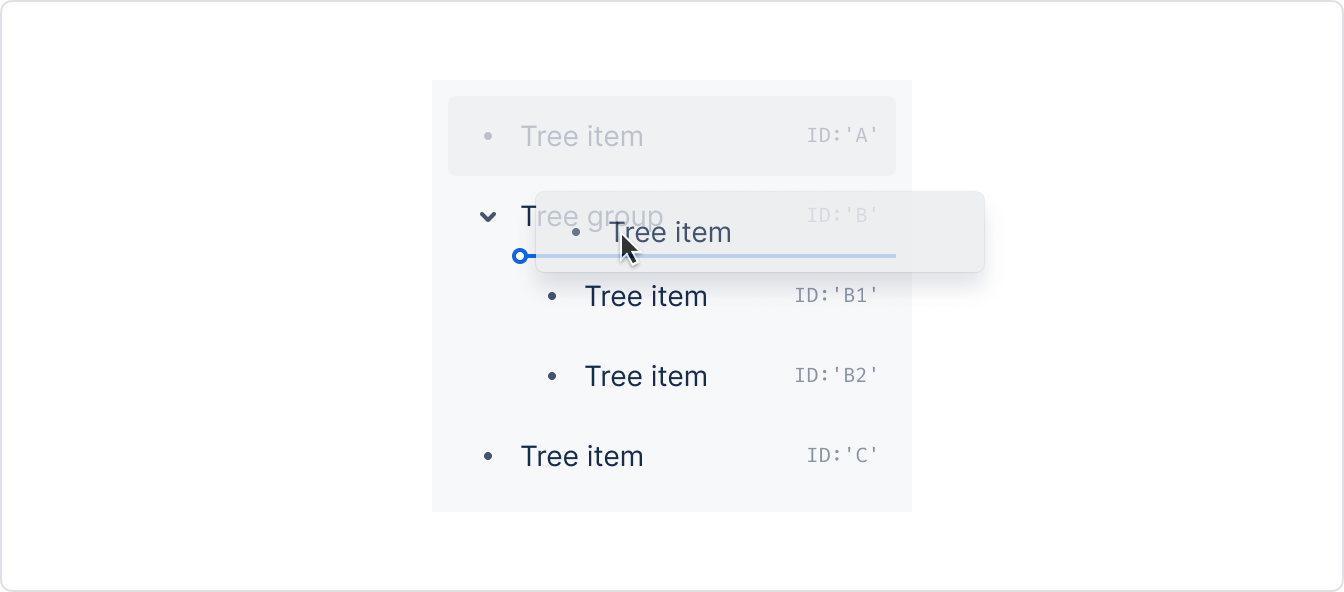 Tree item ID:'A'
Tree group ID:'B'
Tree item
Tree item ID:'B1'
Tree item ID:'B2'
Tree item ID:'C'